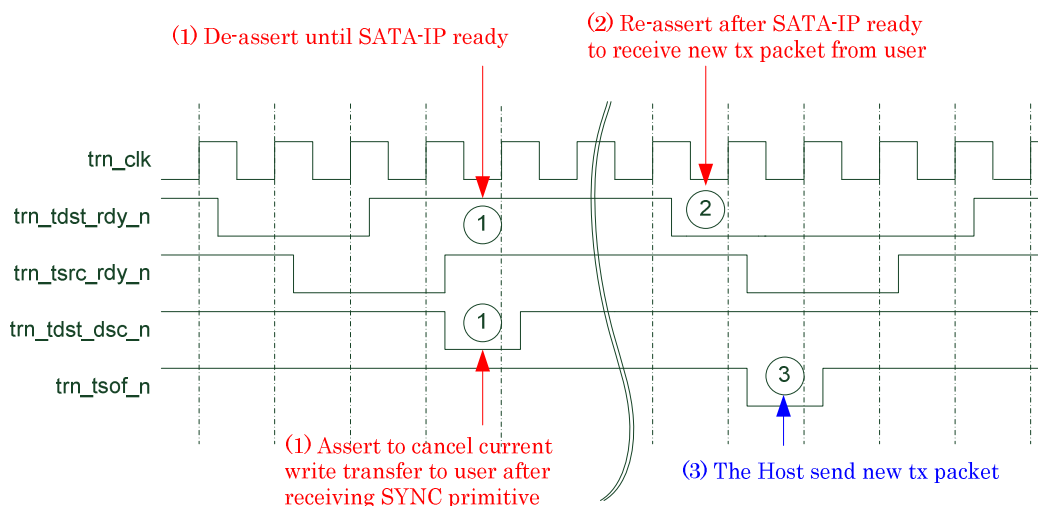 (1) De-assert until SATA-IP ready
(2) Re-assert after SATA-IP ready
to receive new tx packet from user
trn_clk
trn_tdst_rdy_n
1
2
trn_tsrc_rdy_n
trn_tdst_dsc_n
1
trn_tsof_n
3
(1) Assert to cancel current
write transfer to user after
receiving SYNC primitive
(3) The Host send new tx packet